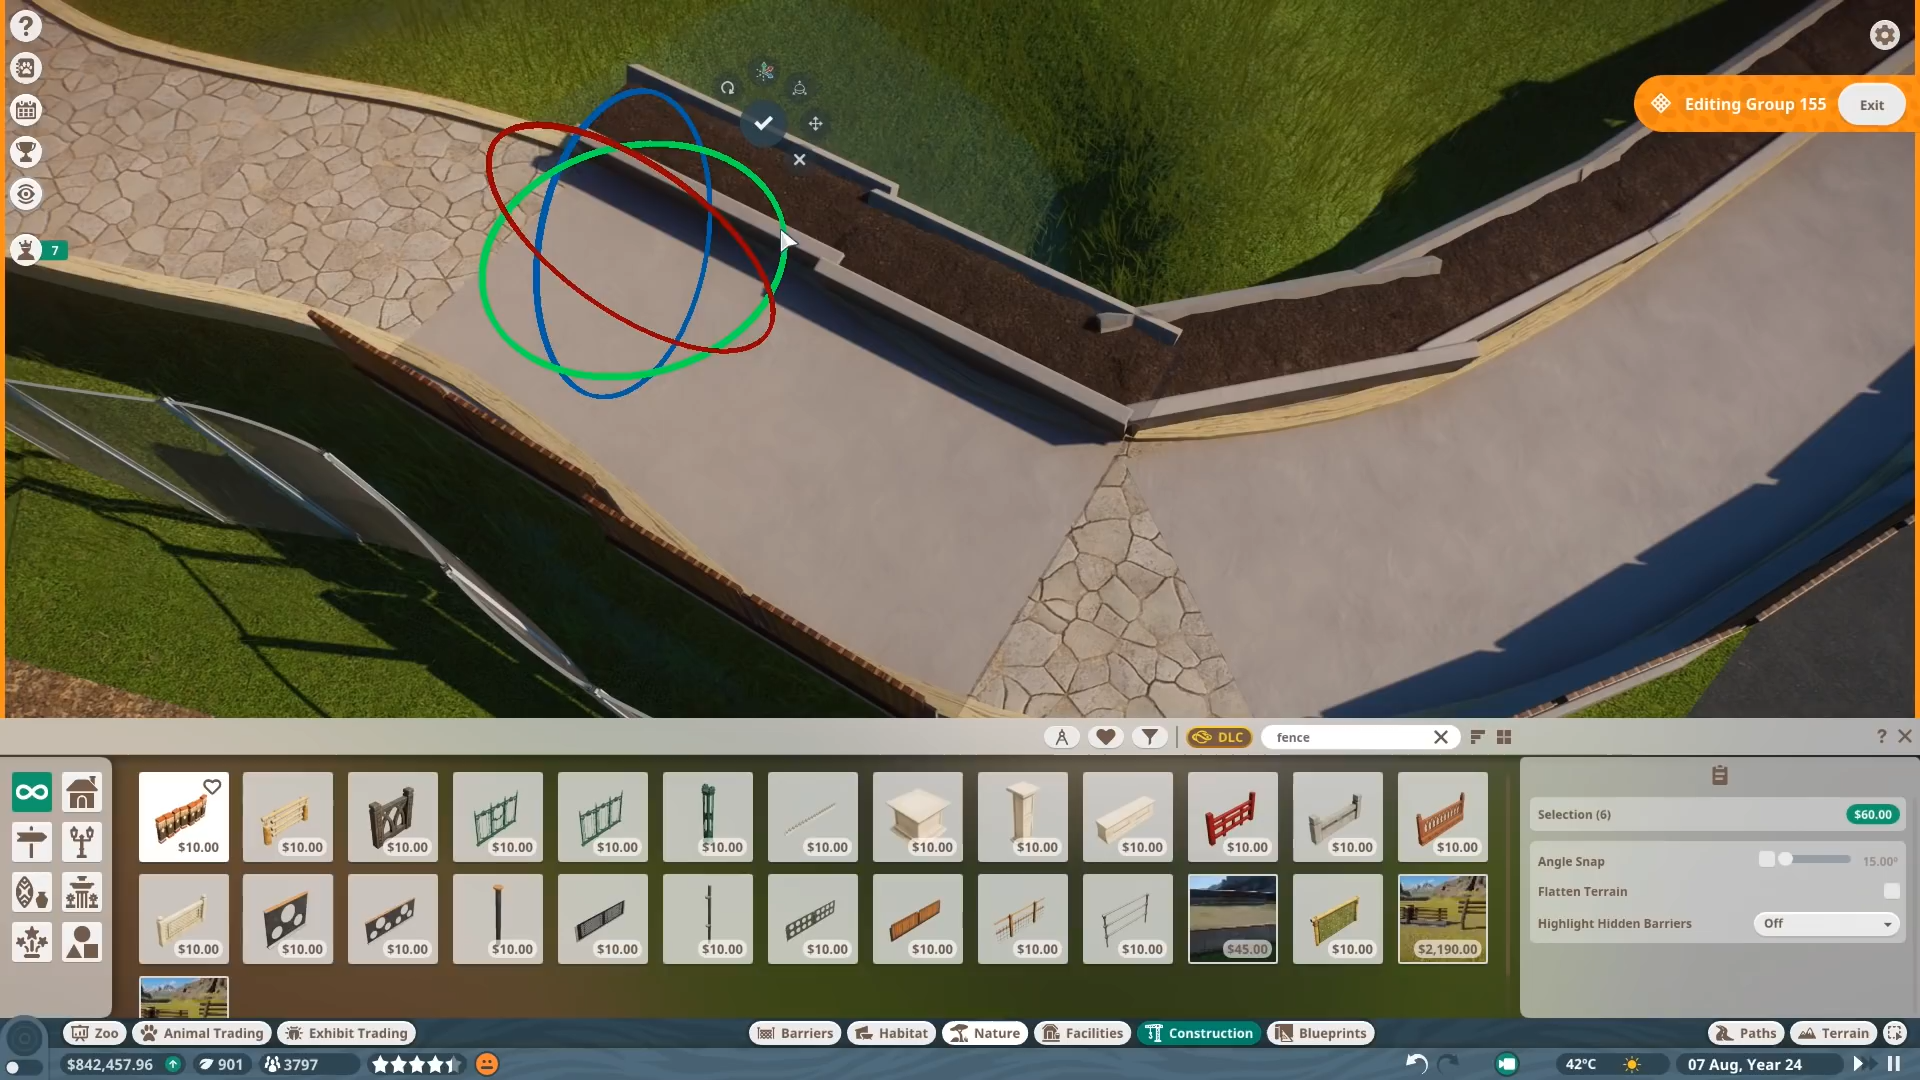 ?
Editing Group 155
Exit
7
DLC
fence
?
$10.00 $10.00 $10.00 $10.00 $10.00 $10.00 $10.00 $10.00 $10.00 $10.00 $10.00 $10.00 $10.00
$10.00 $10.00 $10.00 $10.00 $10.00 $10.00 $10.00 $10.00 $10.00 $10.00 $45.00 $10.00 $2,190.00
Selection (6) $60.00
Angle Snap 15.00°
Flatten Terrain
Highlight Hidden Barriers Off
Zoo Animal Trading Exhibit Trading Barriers Habitat Nature Facilities Construction Blueprints Paths Terrain
$842,457.96 901 3797 42°C 07 Aug, Year 24